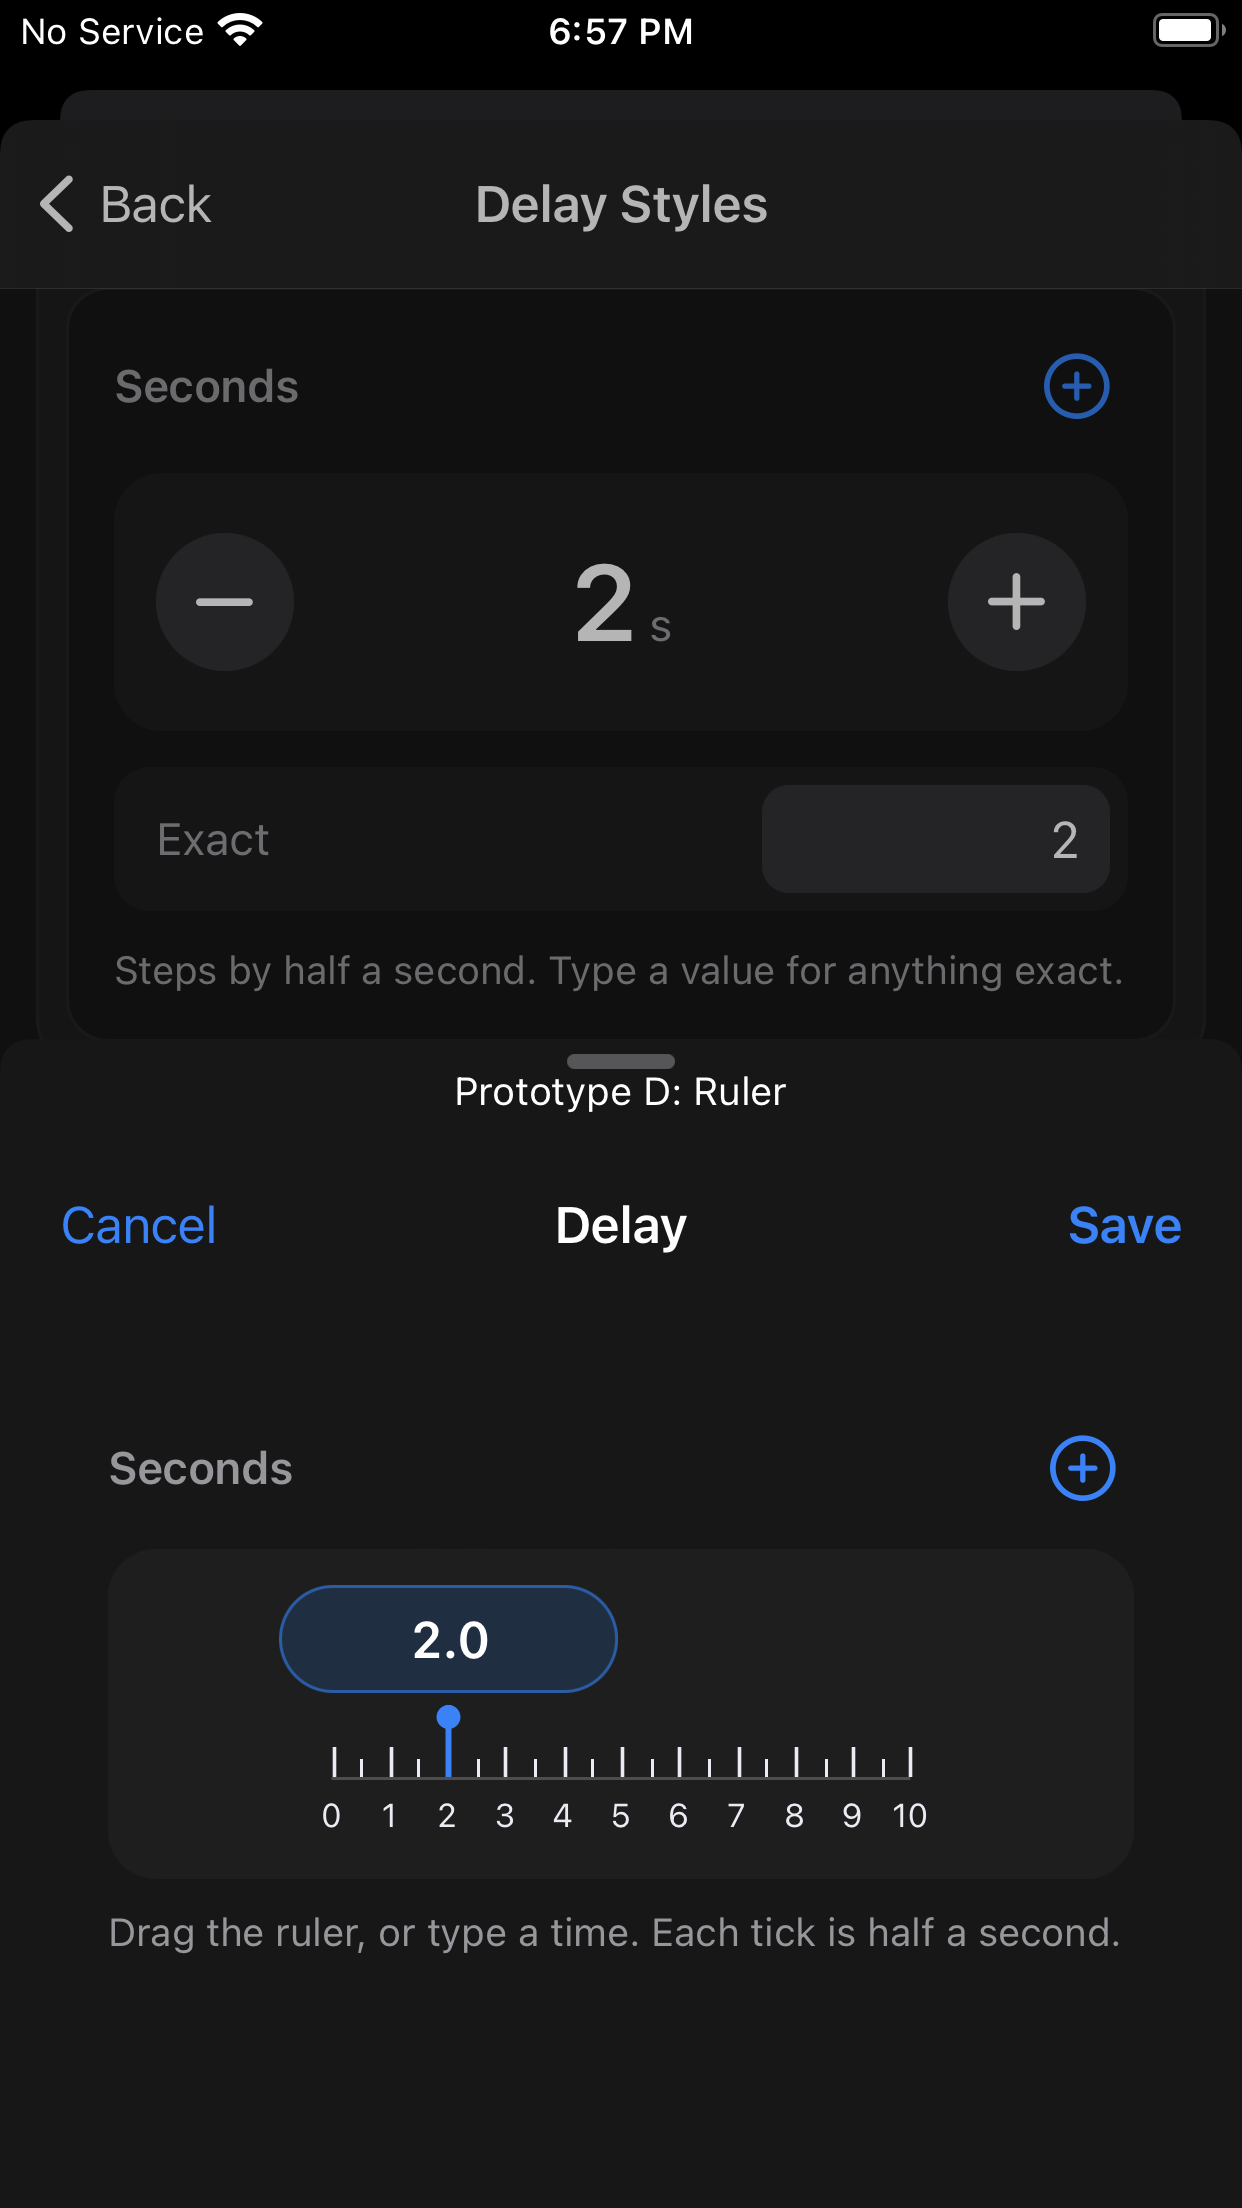 No Service 6:57 PM
Back Delay Styles
Seconds
2 s
Exact 2
Steps by half a second. Type a value for anything exact.
Prototype D: Ruler
Cancel Delay Save
Seconds
2.0
0 1 2 3 4 5 6 7 8 9 10
Drag the ruler, or type a time. Each tick is half a second.